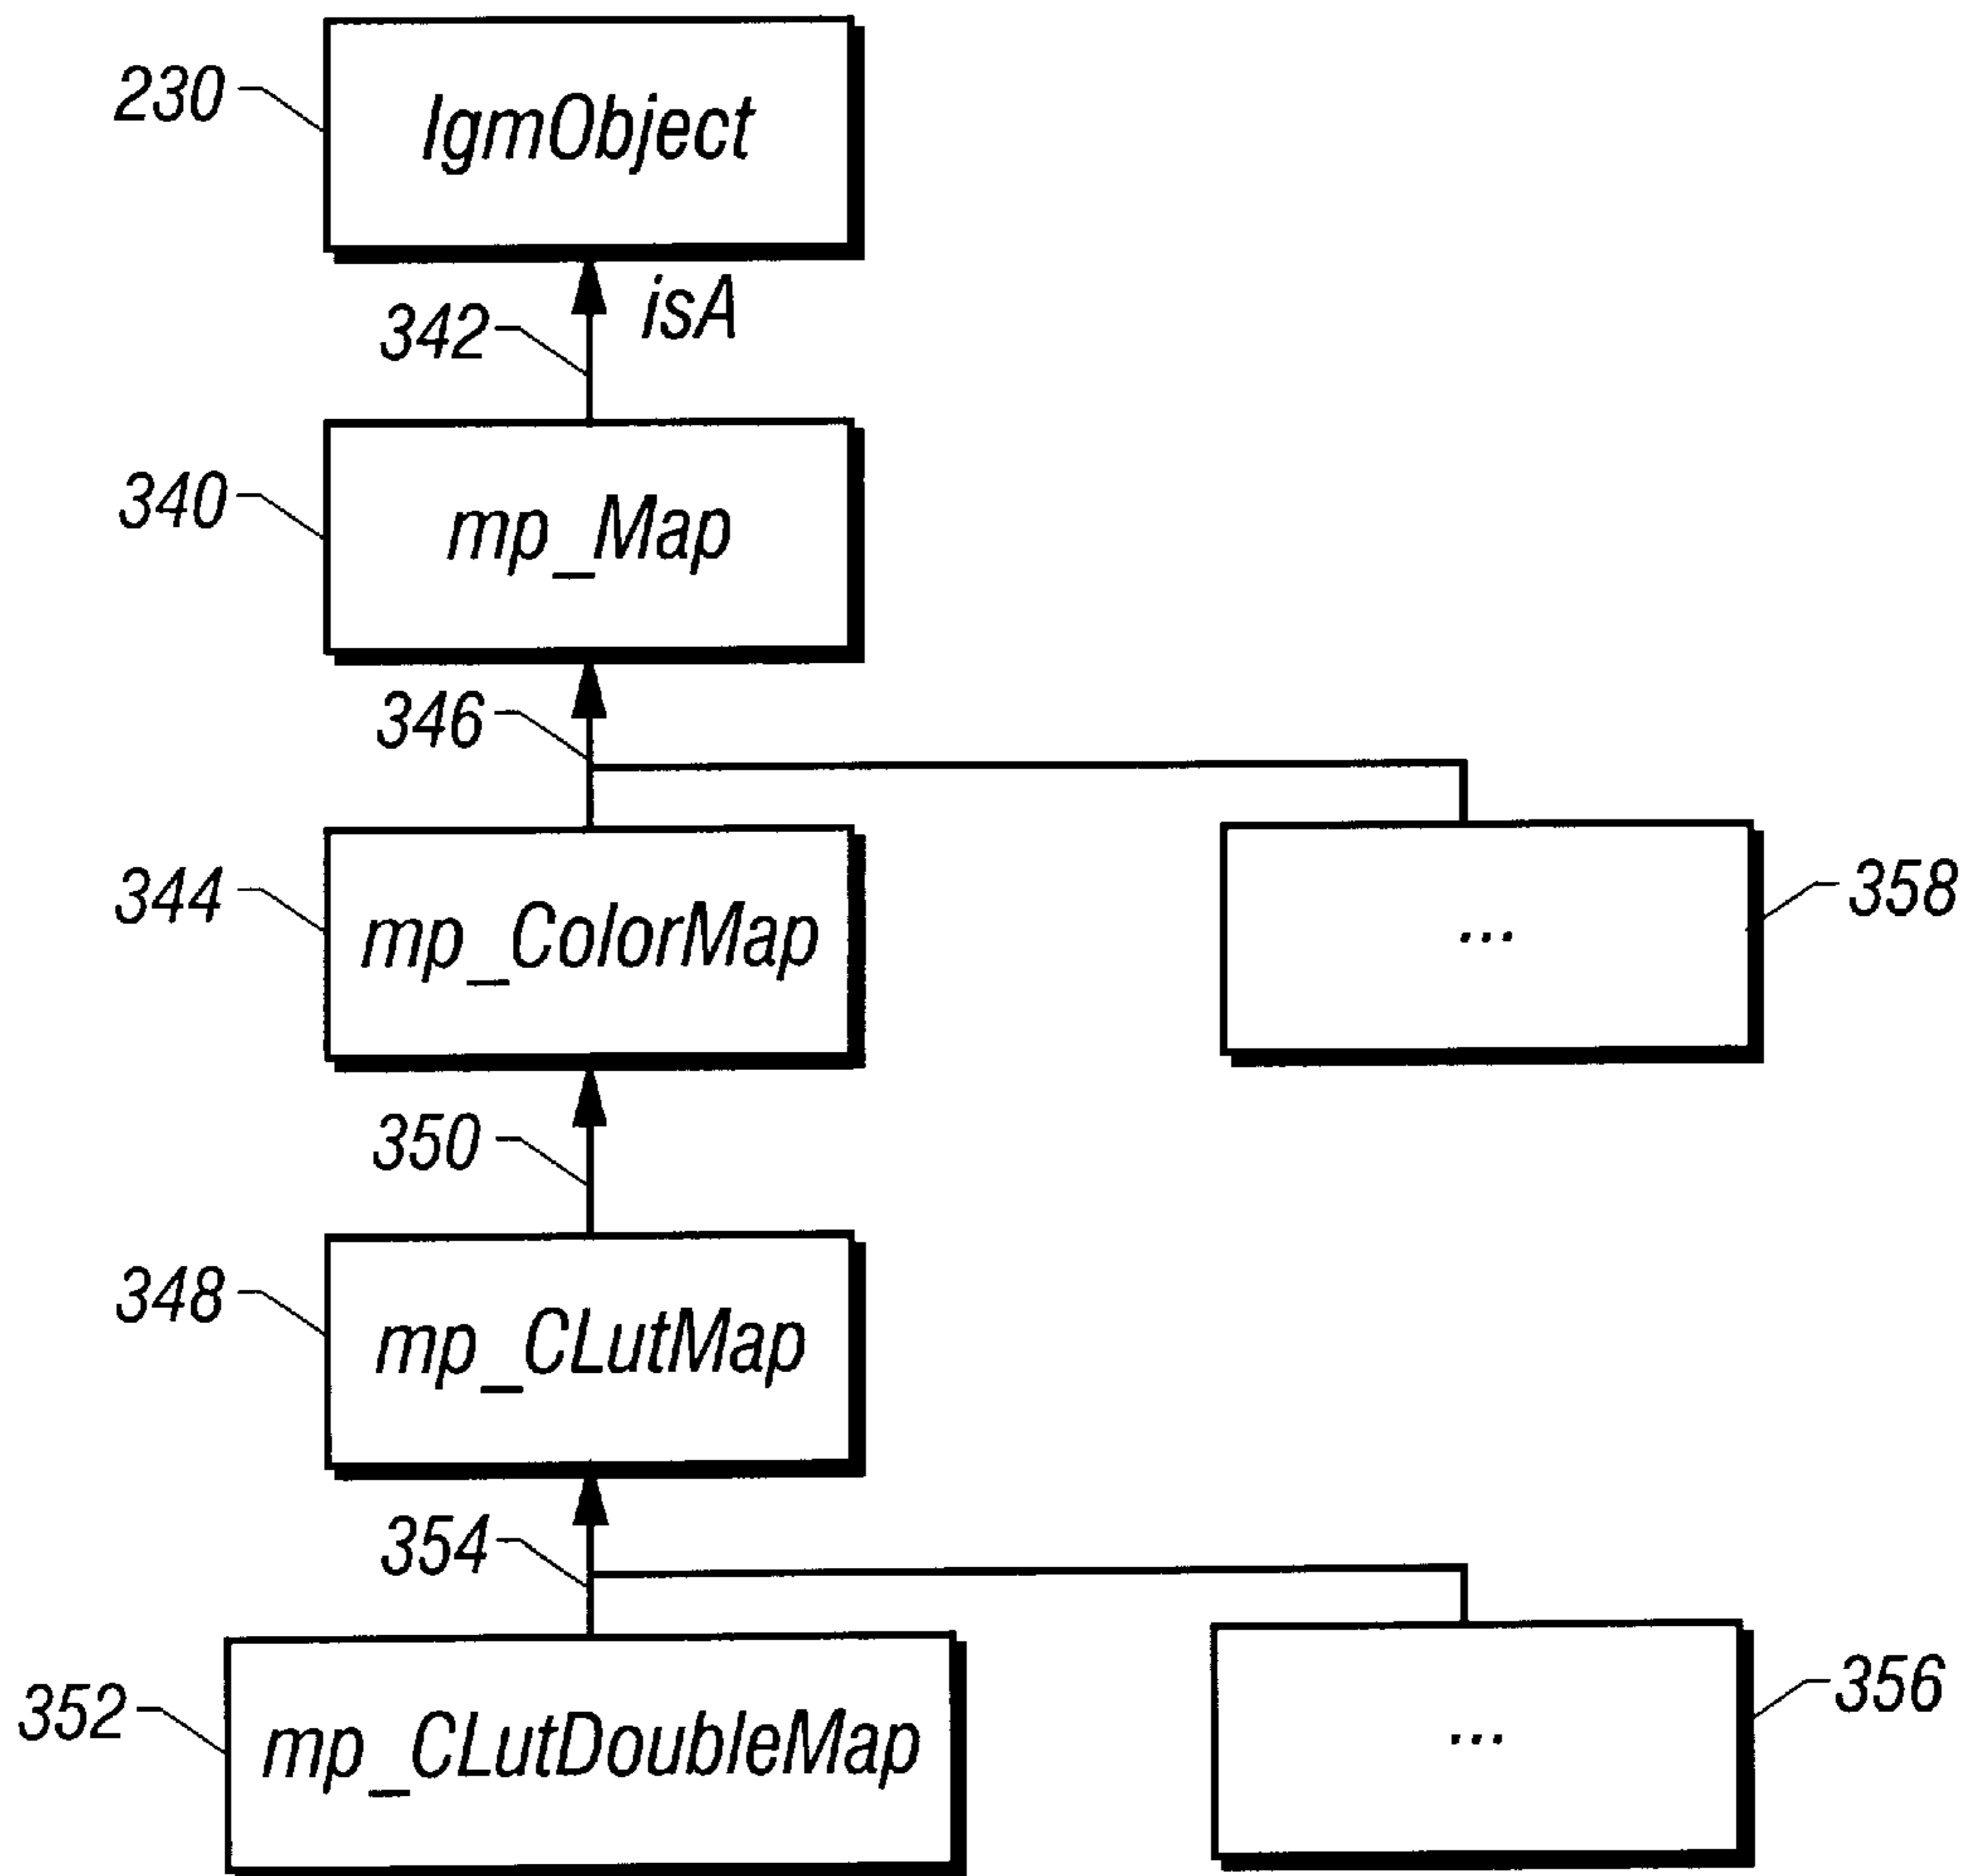 230
IgmObject
342
isA
340
mp_Map
346
344
mp_ColorMap
...
358
350
348
mp_CLutMap
354
352
mp_CLutDoubleMap
...
356